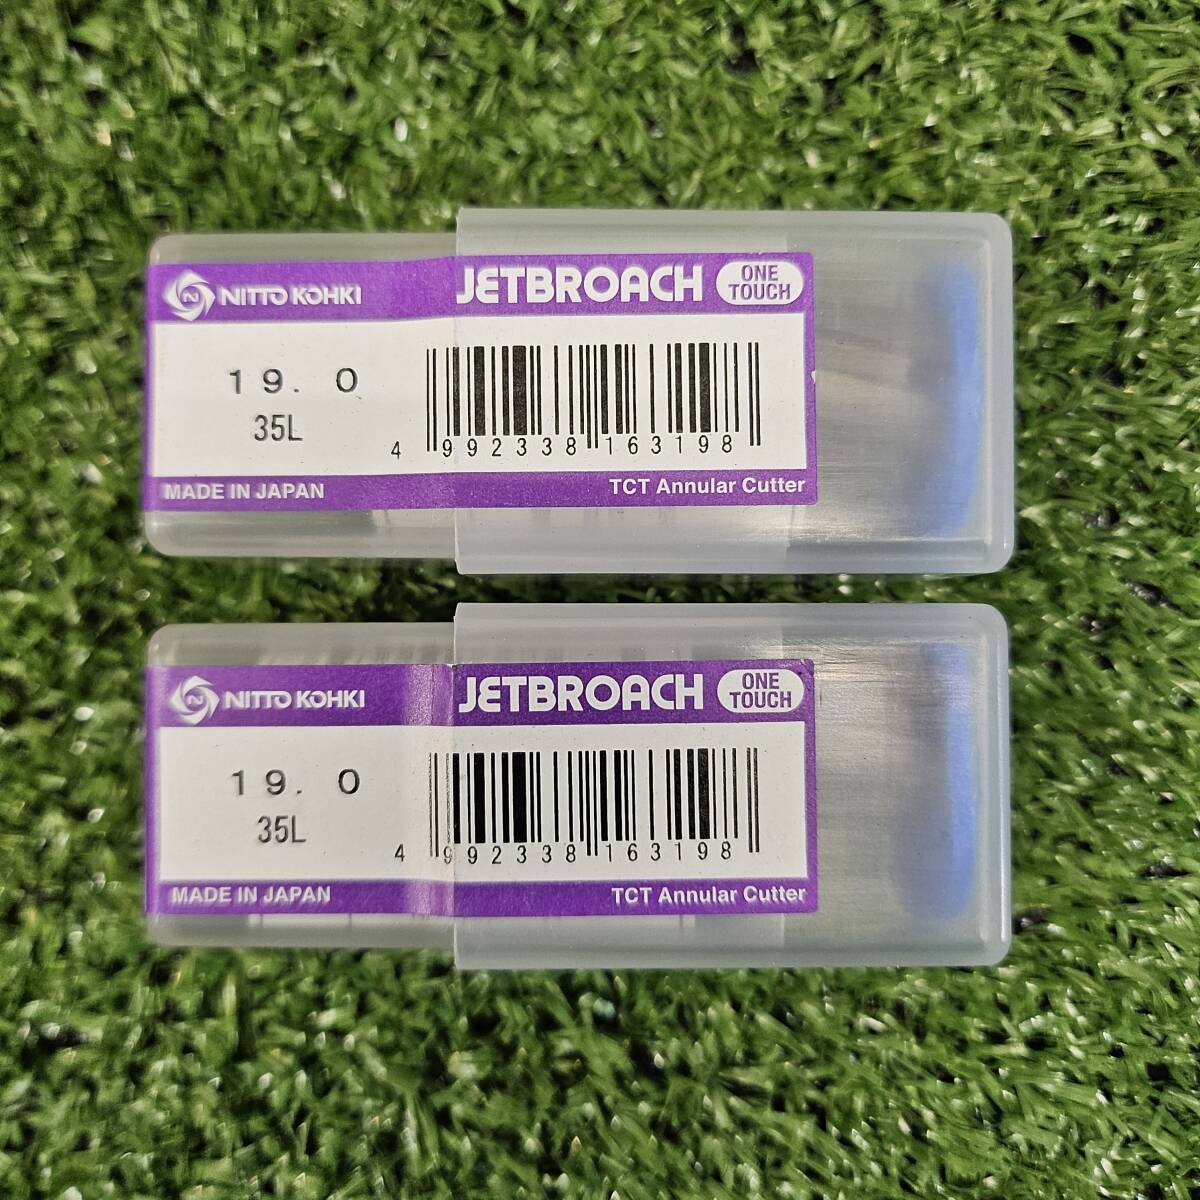 NITTO KOHKI JETBROACH ONE TOUCH
19. 0
35L
4 992338 163198
MADE IN JAPAN TCT Annular Cutter
NITTO KOHKI JETBROACH ONE TOUCH
19. 0
35L
4 992338 163198
MADE IN JAPAN TCT Annular Cutter